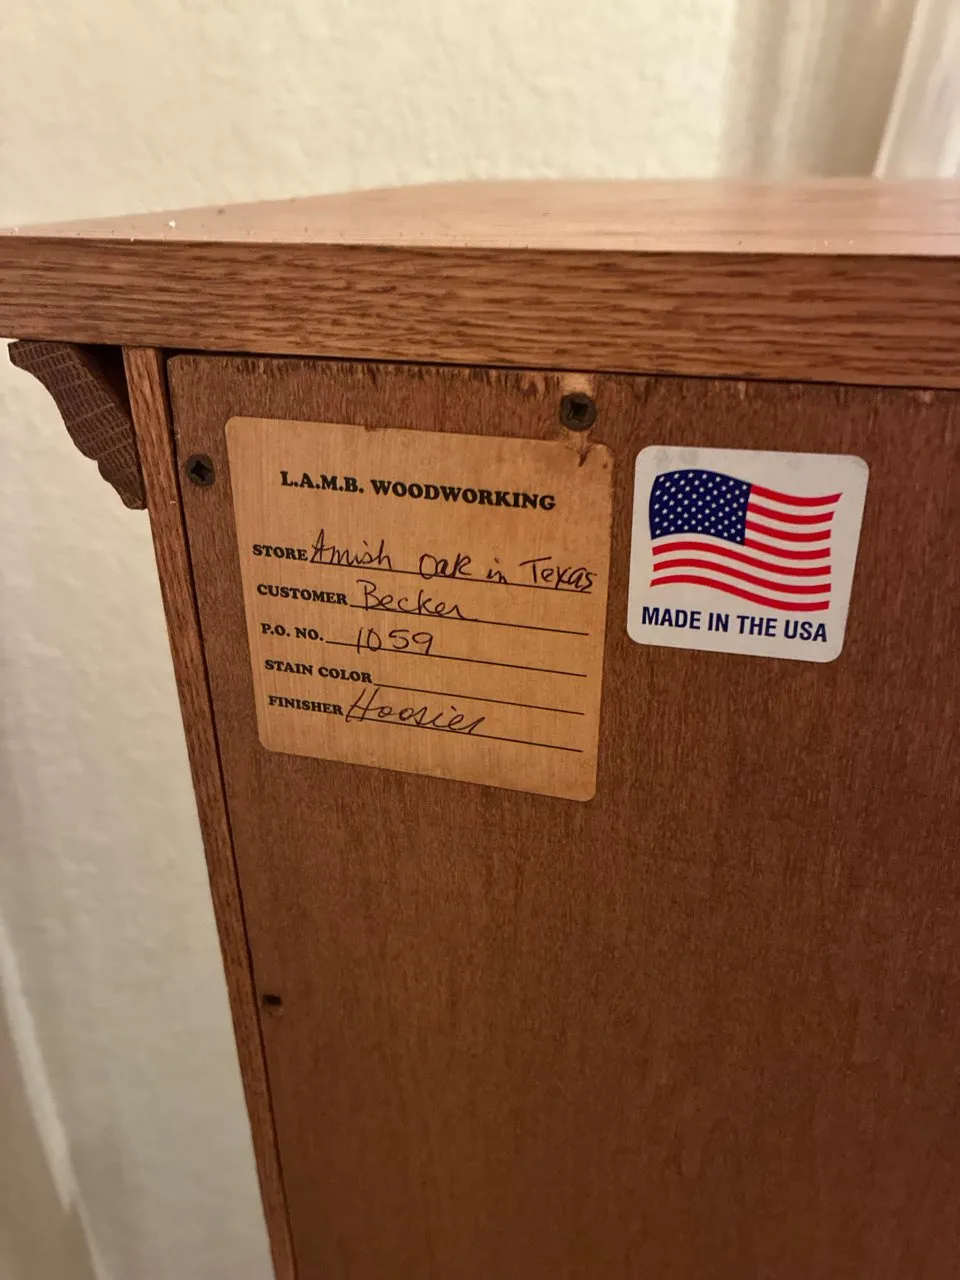 L.A.M.B. WOODWORKING
STORE Amish Oak in Texas
CUSTOMER Becker
P.O. NO. 1059
STAIN COLOR
FINISHER Hoosier
MADE IN THE USA